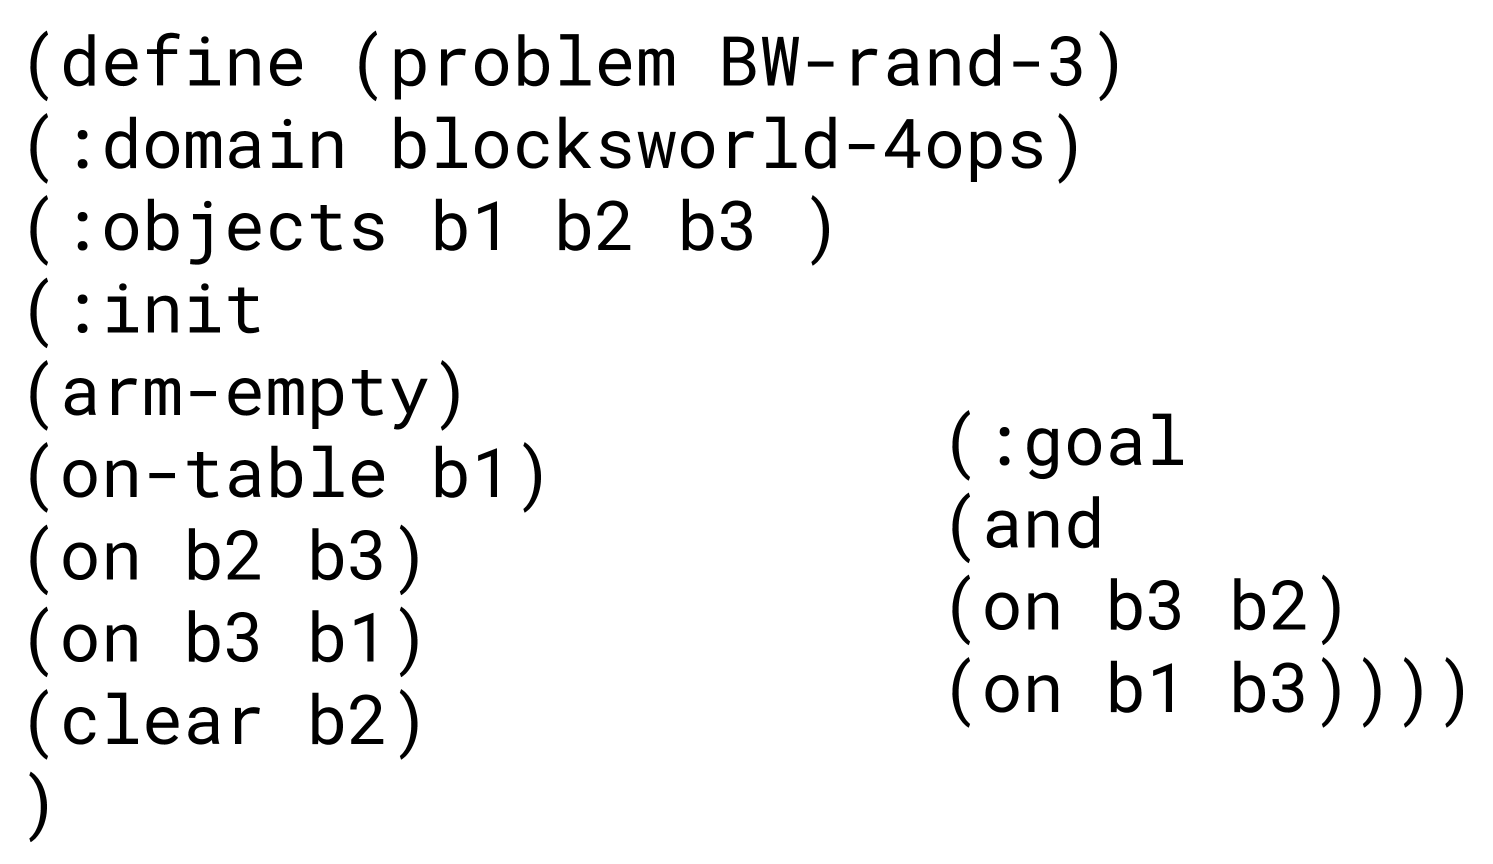 (define (problem BW-rand-3)
(:domain blocksworld-4ops)
(:objects b1 b2 b3 )
(:init
(arm-empty)
(on-table b1)
(on b2 b3)
(on b3 b1)
(clear b2)
)
(:goal
(and
(on b3 b2)
(on b1 b3))))